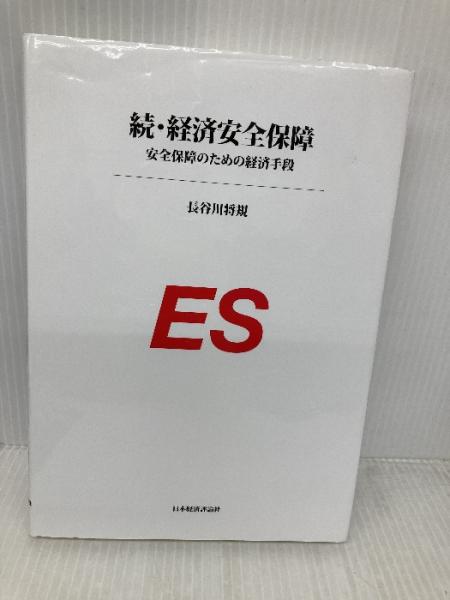 続・経済安全保障
安全保障のための経済手段
長谷川将規
ES
日本経済評論社